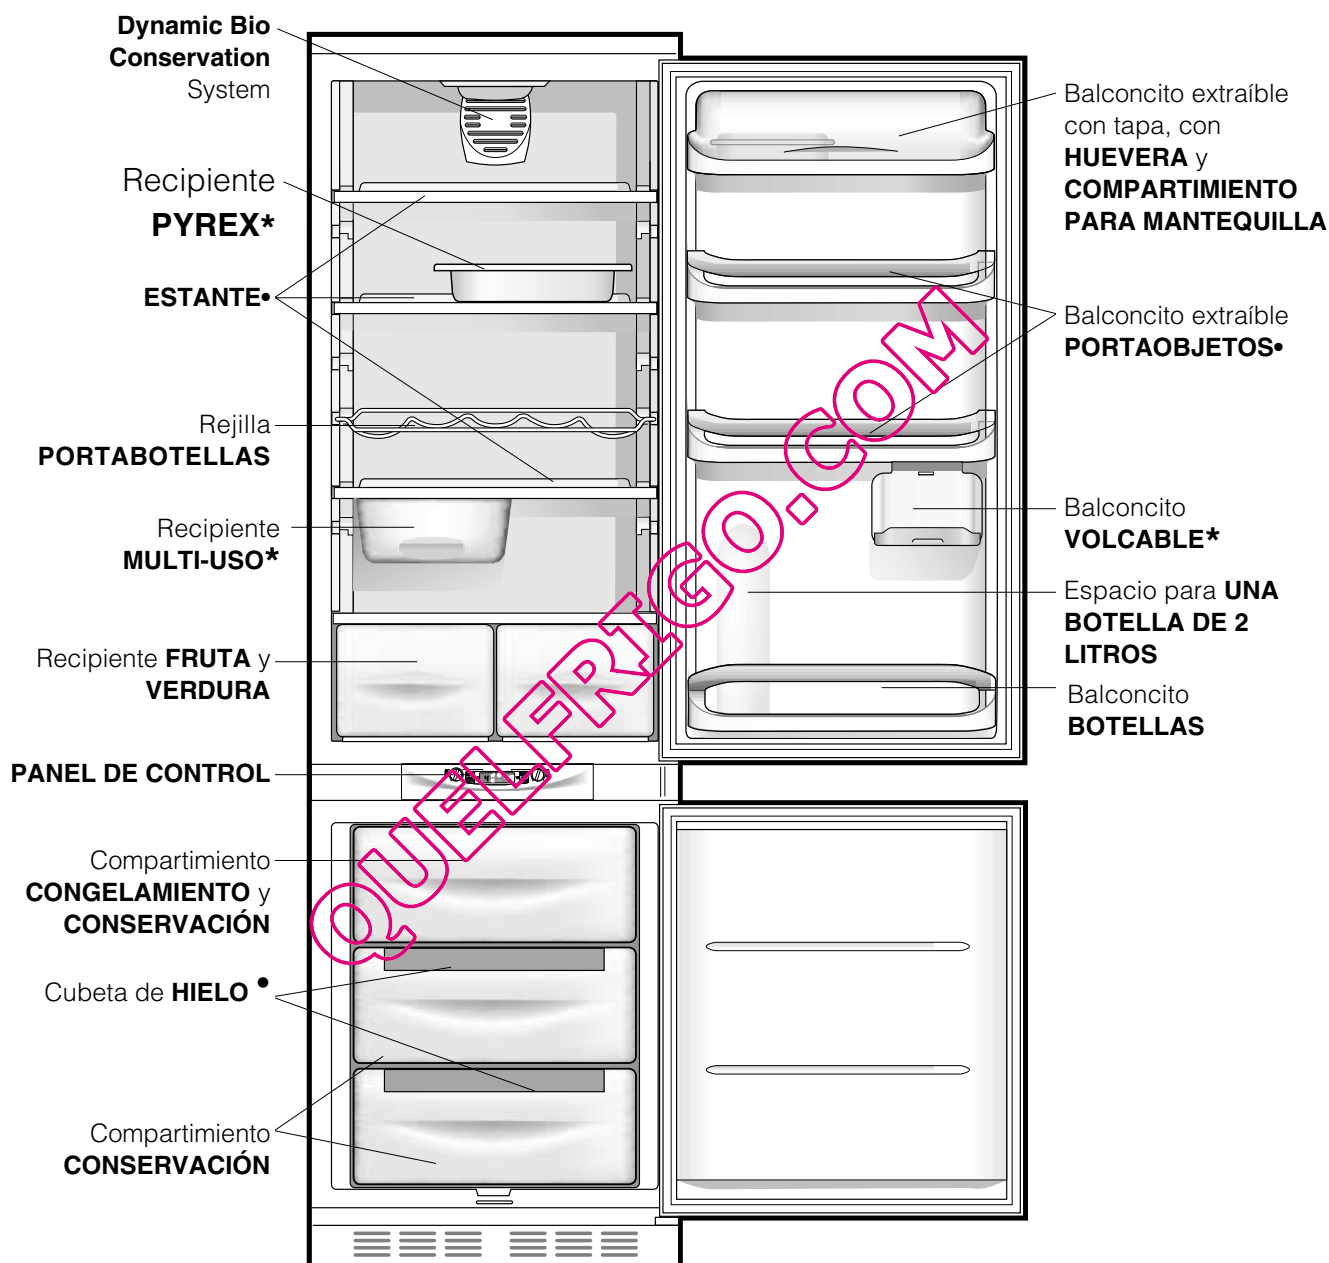 Dynamic Bio
Conservation
System
Recipiente
PYREX*
ESTANTE•
Rejilla
PORTABOTELLAS
Recipiente
MULTI-USO*
Recipiente FRUTA y
VERDURA
PANEL DE CONTROL
Compartimiento
CONGELAMIENTO y
CONSERVACIÓN
Cubeta de HIELO •
Compartimiento
CONSERVACIÓN
Balconcito extraíble
con tapa, con
HUEVERA y
COMPARTIMIENTO
PARA MANTEQUILLA
Balconcito extraíble
PORTAOBJETOS•
Balconcito
VOLCABLE*
Espacio para UNA
BOTELLA DE 2
LITROS
Balconcito
BOTELLAS
QUELFRIGO.COM